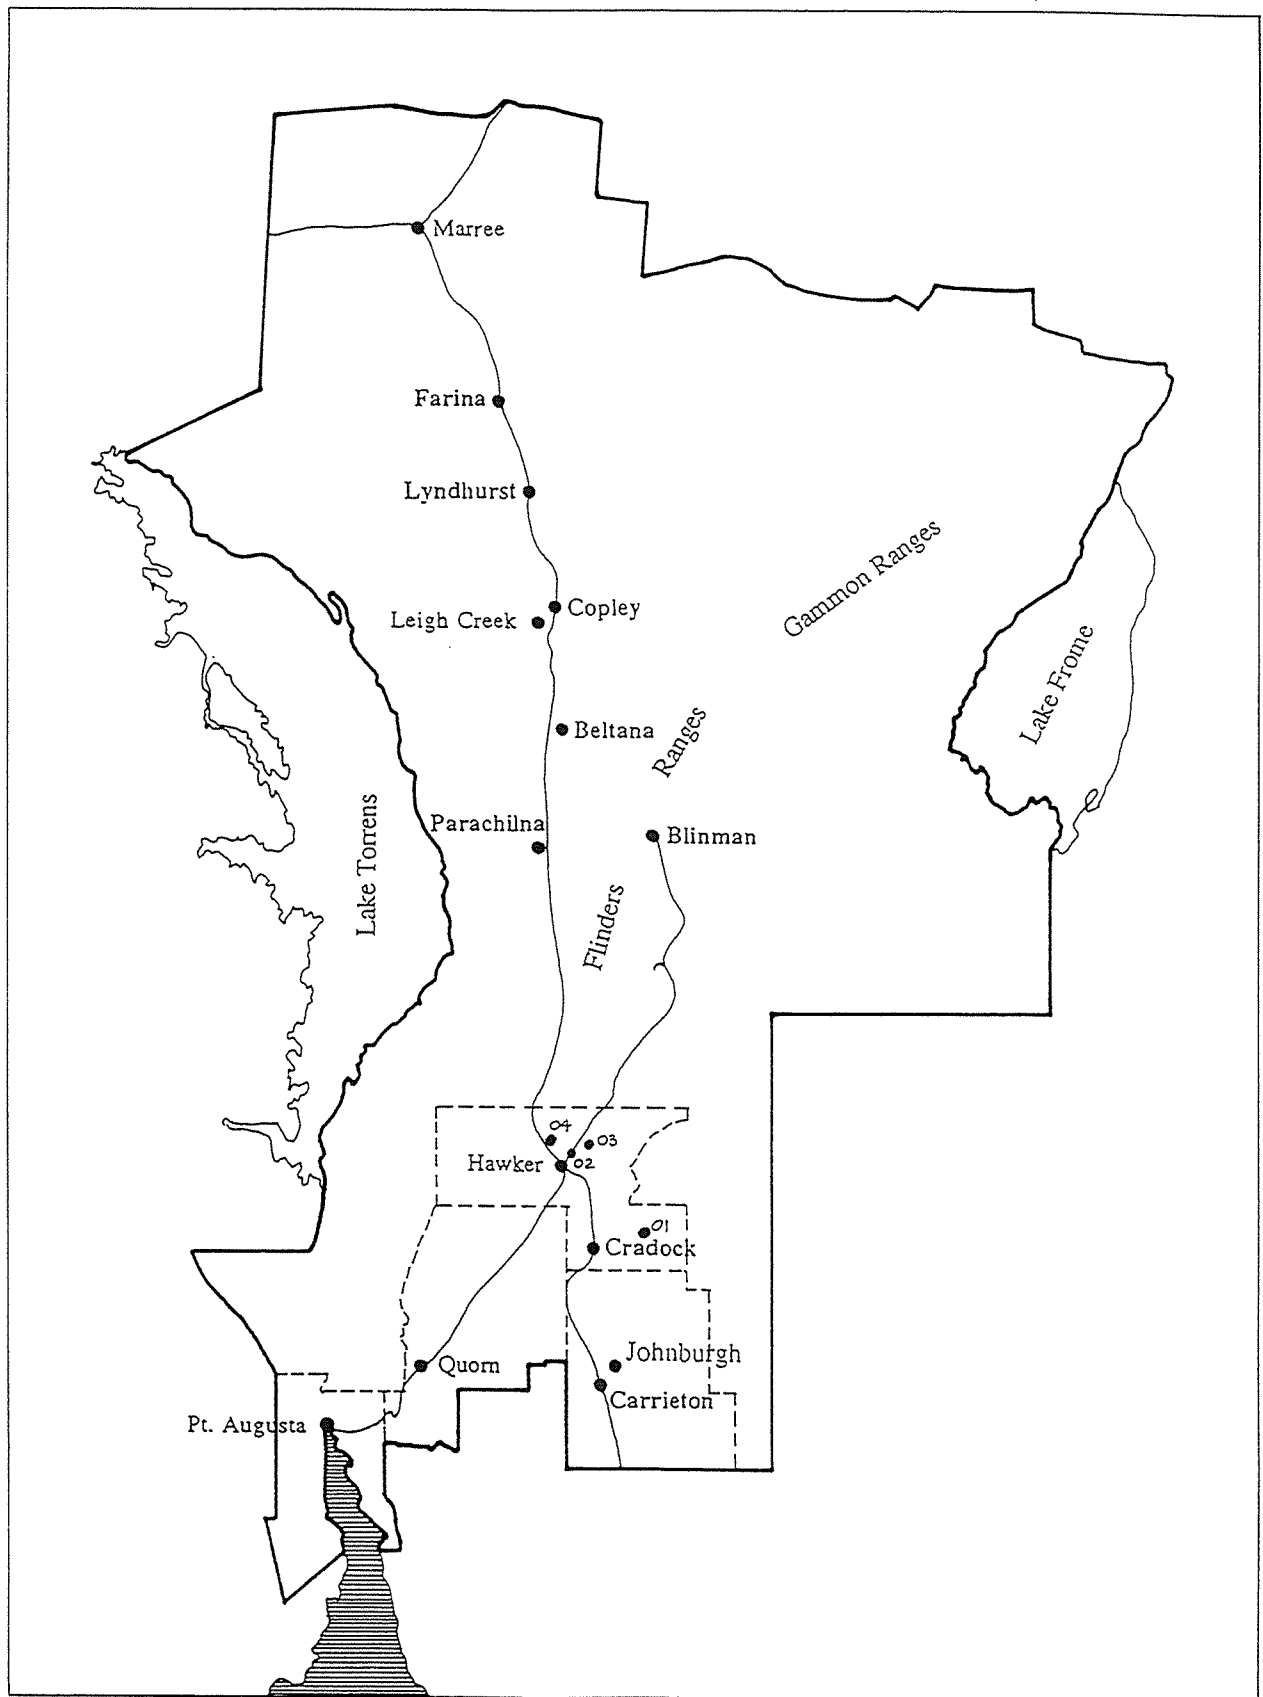 Marree
Farina
Lyndhurst
Gammon Ranges
Copley
Leigh Creek
Lake Frome
Beltana
Ranges
Parachilna
Blinman
Lake Torrens
Flinders
04
03
Hawker
02
01
Cradock
Johnburgh
Quorn
Carrieton
Pt. Augusta